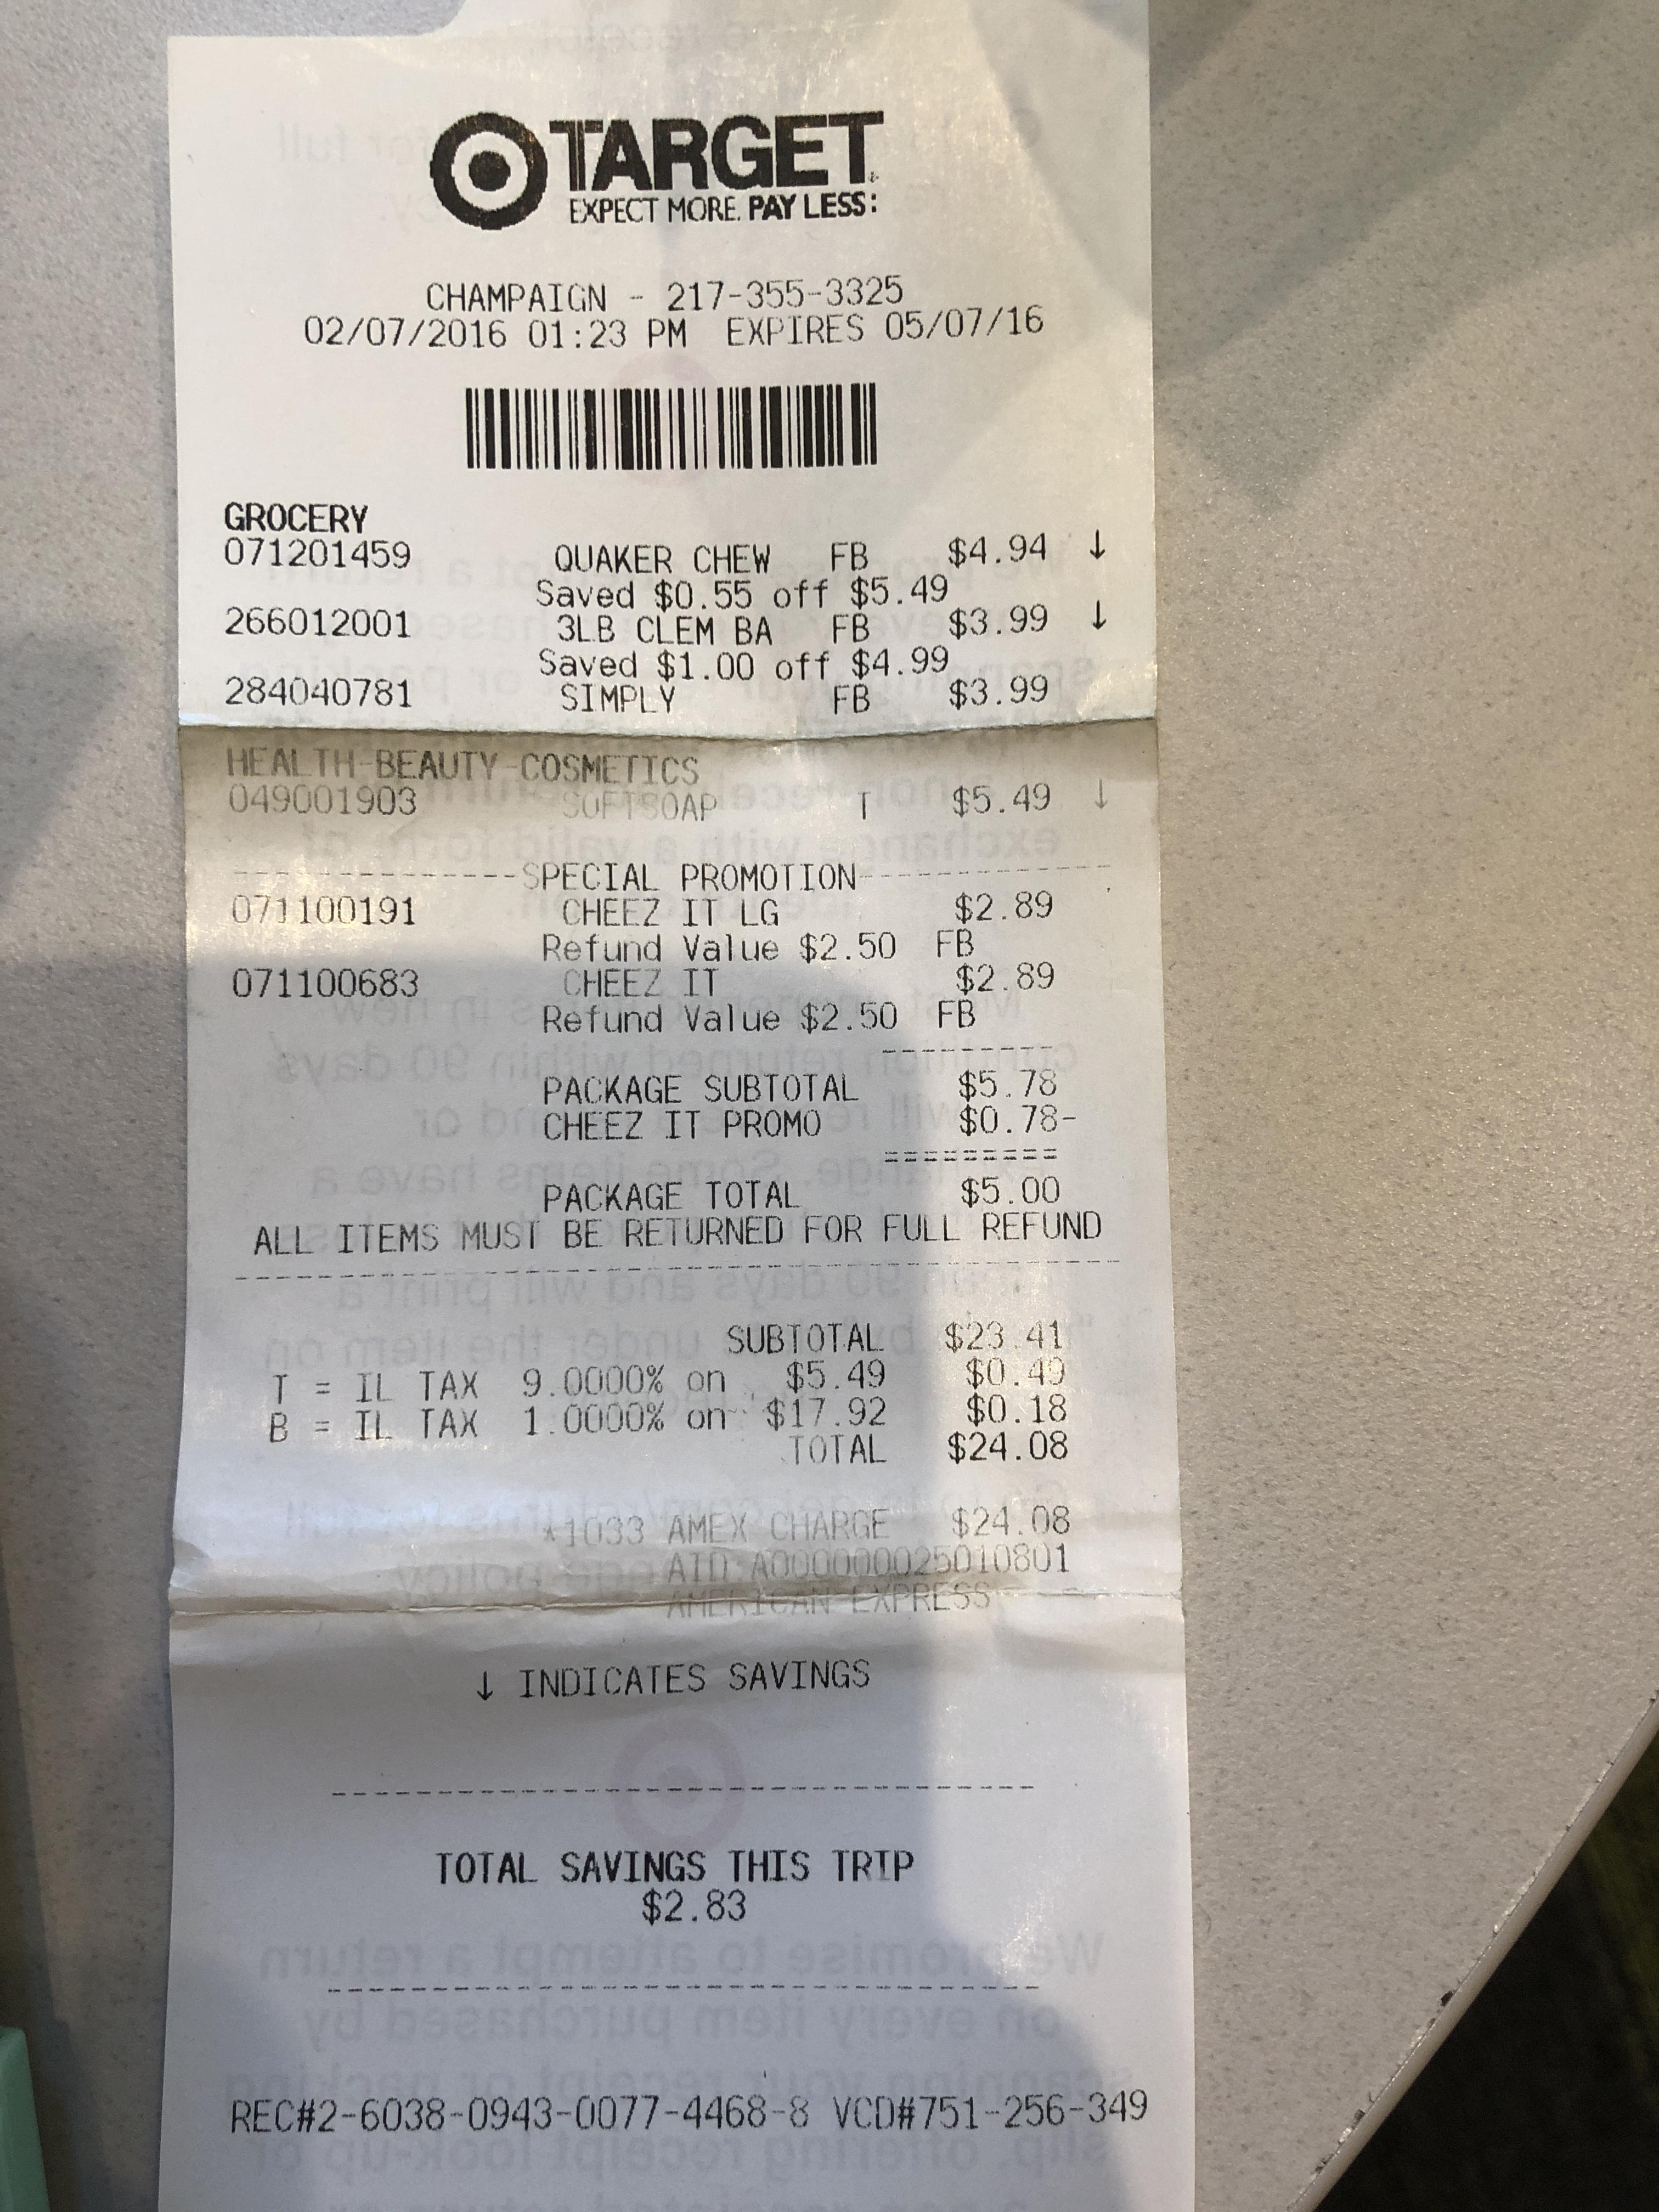 TARGET
EXPECT MORE. PAY LESS.
CHAMPAIGN - 217-355-3325
02/07/2016 01:23 PM EXPIRES 05/07/16
GROCERY
071201459 QUAKER CHEW FB $4.94 ↓
Saved $0.55 off $5.49
266012001 3LB CLEM BA FB $3.99 ↓
Saved $1.00 off $4.99
284040781 SIMPLY FB $3.99
HEALTH-BEAUTY-COSMETICS
049001903 SOFTSOAP T $5.49 ↓
--------------SPECIAL PROMOTION------------
071100191 CHEEZ IT LG $2.89
Refund Value $2.50 FB
071100683 CHEEZ IT $2.89
Refund Value $2.50 FB
---------
PACKAGE SUBTOTAL $5.78
CHEEZ IT PROMO $0.78-
=========
PACKAGE TOTAL $5.00
ALL ITEMS MUST BE RETURNED FOR FULL REFUND
-------------------------------------------
SUBTOTAL $23.41
T = IL TAX 9.0000% on $5.49 $0.49
B = IL TAX 1.0000% on $17.92 $0.18
TOTAL $24.08
*1033 AMEX CHARGE $24.08
AID:A000000025010801
AMERICAN EXPRESS
↓ INDICATES SAVINGS
----------------------------------
TOTAL SAVINGS THIS TRIP
$2.83
----------------------------------
REC#2-6038-0943-0077-4468-8 VCD#751-256-349